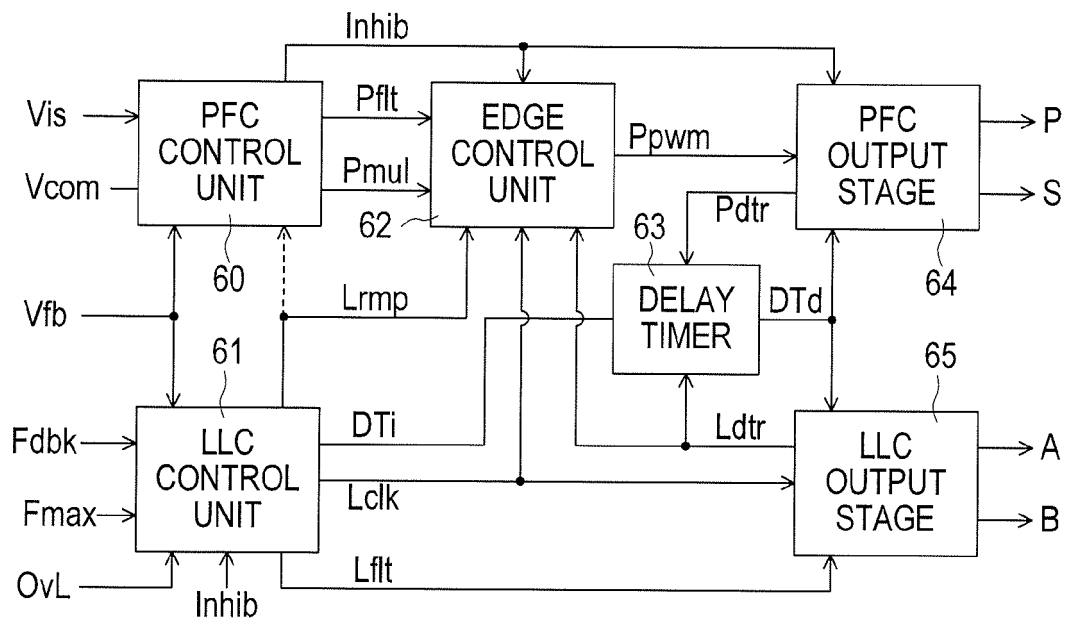 Inhib
Vis
Vcom
PFC
CONTROL
UNIT
60
Pflt
Pmul
EDGE
CONTROL
UNIT
62
Ppwm
PFC
OUTPUT
STAGE
64
P
S
Pdtr
63
DELAY
TIMER
DTd
Vfb
Lrmp
61
LLC
CONTROL
UNIT
Fdbk
Fmax
OvL
Inhib
DTi
Lclk
Lflt
Ldtr
65
LLC
OUTPUT
STAGE
A
B